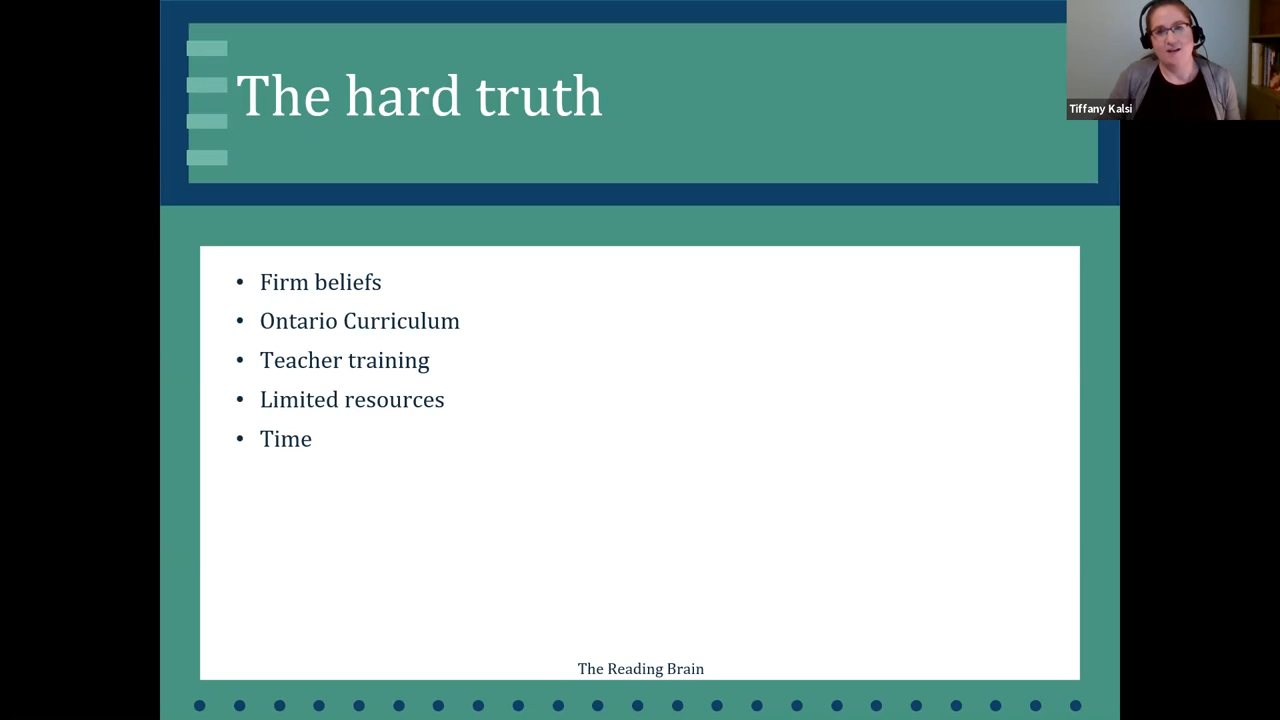 The hard truth
Tiffany Kalsi
• Firm beliefs
• Ontario Curriculum
• Teacher training
• Limited resources
• Time
The Reading Brain